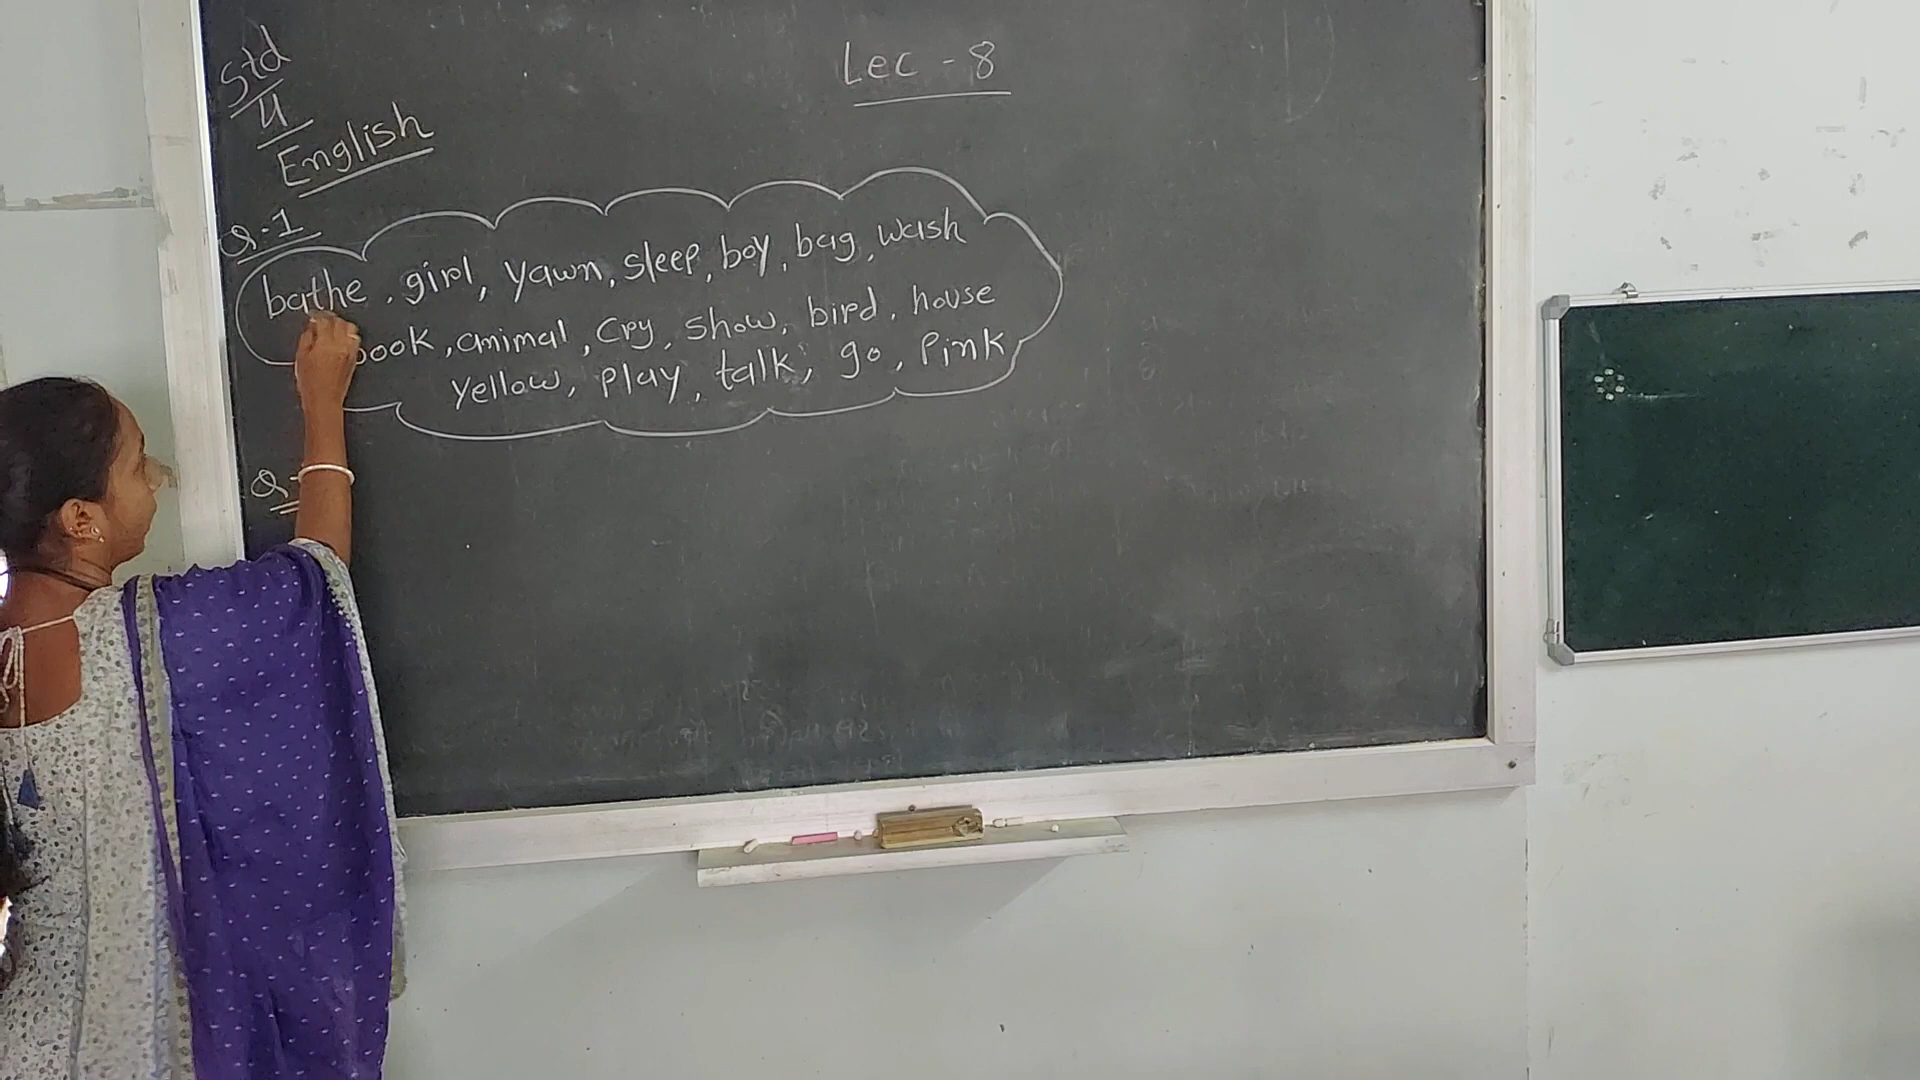 Std
4
English
Lec - 8
Q.1
bathe, girl, yawn, sleep, boy, bag, wash
book, animal, cry, show, bird, house
yellow, play, talk, go, pink
Q